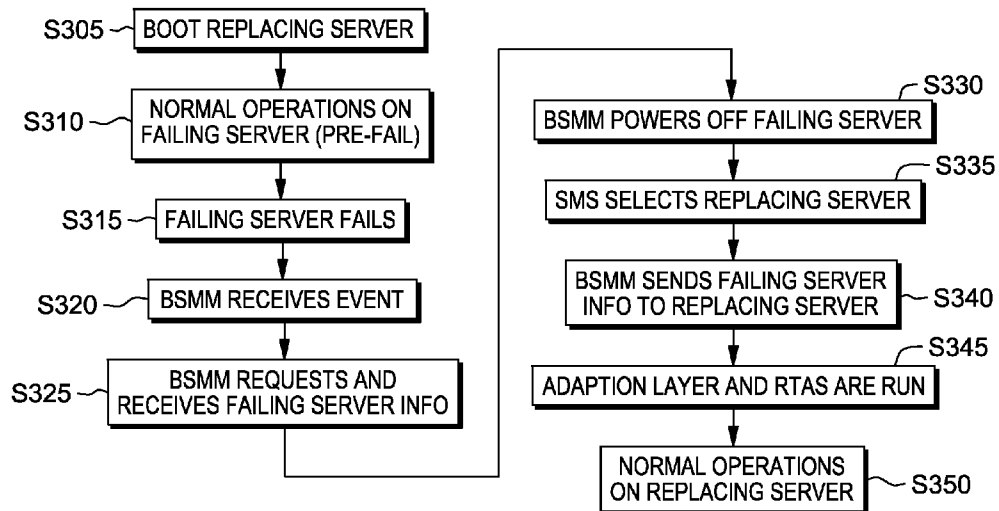 S305
BOOT REPLACING SERVER
S310
NORMAL OPERATIONS ON
FAILING SERVER (PRE-FAIL)
S315
FAILING SERVER FAILS
S320
BSMM RECEIVES EVENT
S325
BSMM REQUESTS AND
RECEIVES FAILING SERVER INFO
S330
BSMM POWERS OFF FAILING SERVER
S335
SMS SELECTS REPLACING SERVER
BSMM SENDS FAILING SERVER
INFO TO REPLACING SERVER
S340
S345
ADAPTION LAYER AND RTAS ARE RUN
NORMAL OPERATIONS
ON REPLACING SERVER
S350